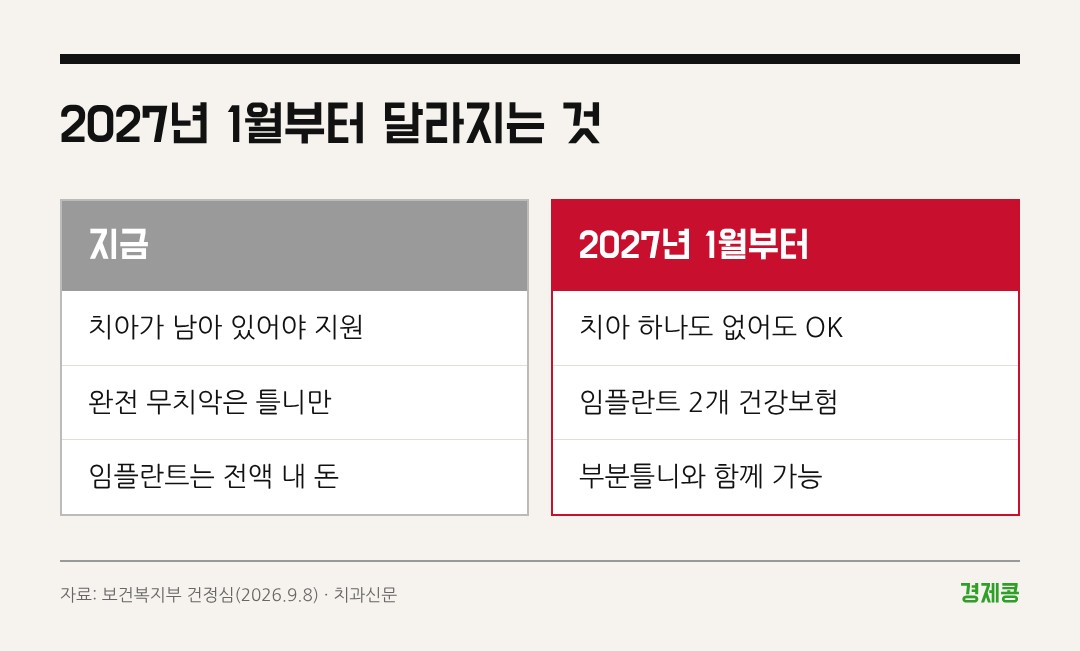 2027년 1월부터 달라지는 것
지금
치아가 남아 있어야 지원
완전 무치악은 틀니만
임플란트는 전액 내 돈
2027년 1월부터
치아 하나도 없어도 OK
임플란트 2개 건강보험
부분틀니와 함께 가능
자료: 보건복지부 건정심(2026.9.8) · 치과신문
경제콩